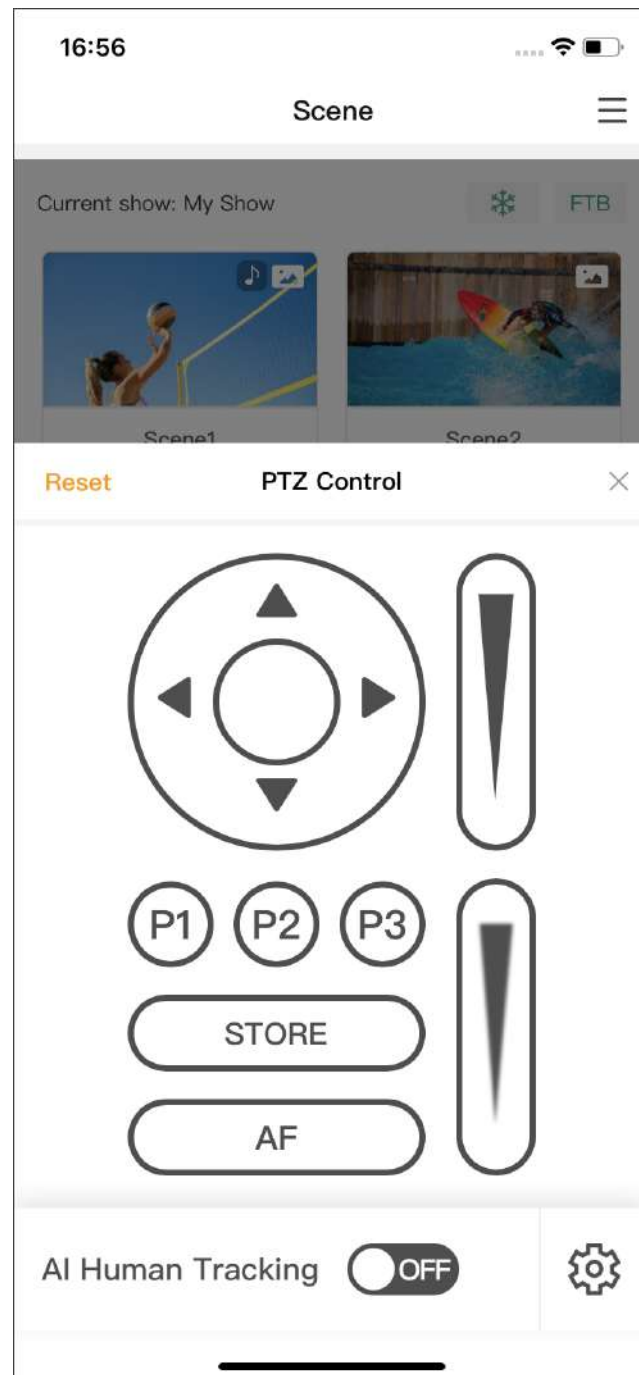 16:56
Scene
Current show: My Show
FTB
Scene1
Scene2
Reset
PTZ Control
P1
P2
P3
STORE
AF
AI Human Tracking
OFF